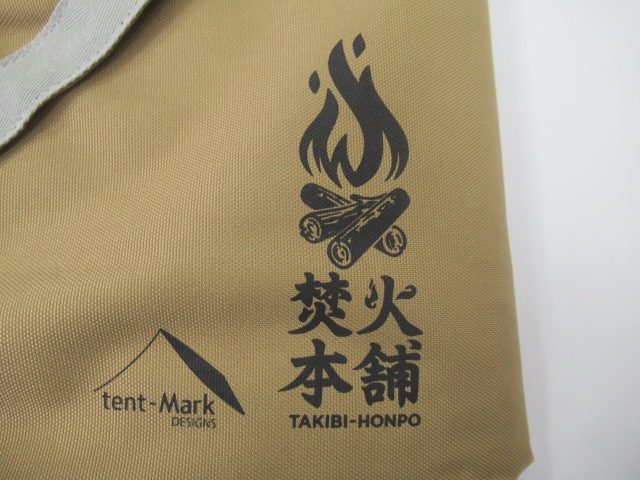 焚火
本舗
TAKIBI-HONPO
tent-Mark
DESIGNS